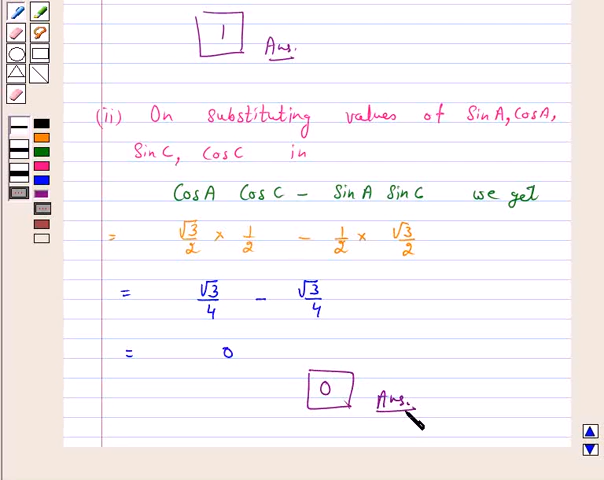 1
Ans.
(ii) On substituting values of Sin A, Cos A,
Sin C, Cos C in
Cos A Cos C - Sin A Sin C we get
= √3/2 × 1/2 - 1/2 × √3/2
= √3/4 - √3/4
= 0
0 Ans.